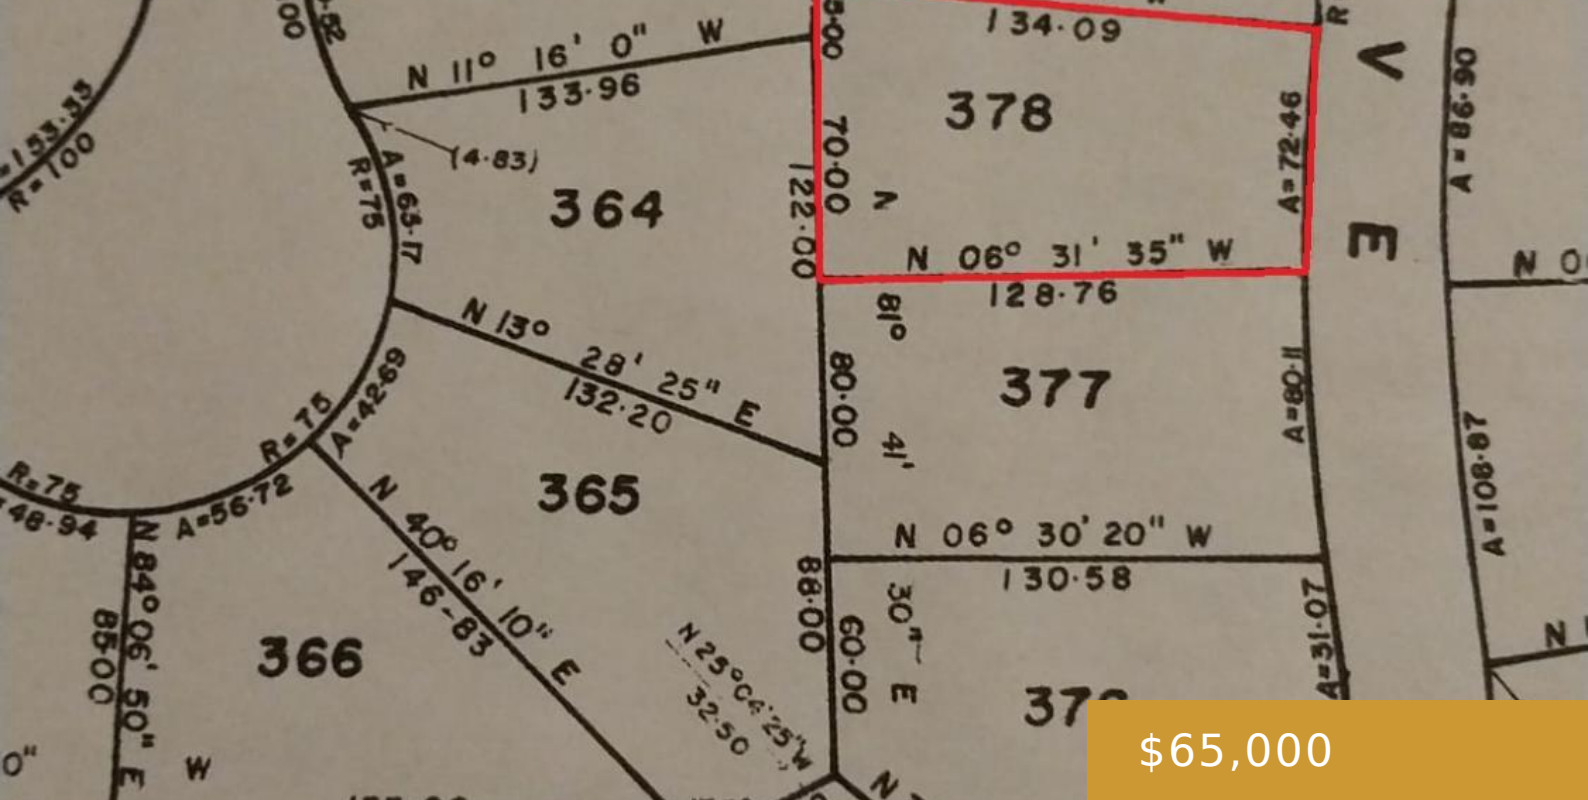 N 11° 16' 0" W
133·96
(4·83)
R=100
A=63·17
R=75
364
122·00
70·00
134·09
378
A=72·46
N 06° 31' 35" W
128·76
N 81° 41' 30" E
V E
A=86·90
N 13° 28' 25" E
132·20
80·00
377
A=80·11
A=108·87
R=75
A=42·69
365
N 06° 30' 20" W
130·58
R=75
A=56·72
N 40° 16' 10" E
146-83
88·00
60·00
A=31·07
N 84° 06' 50" E
85·00
366
N 25° 04' 25" W
32·50
W
N
N
$65,000